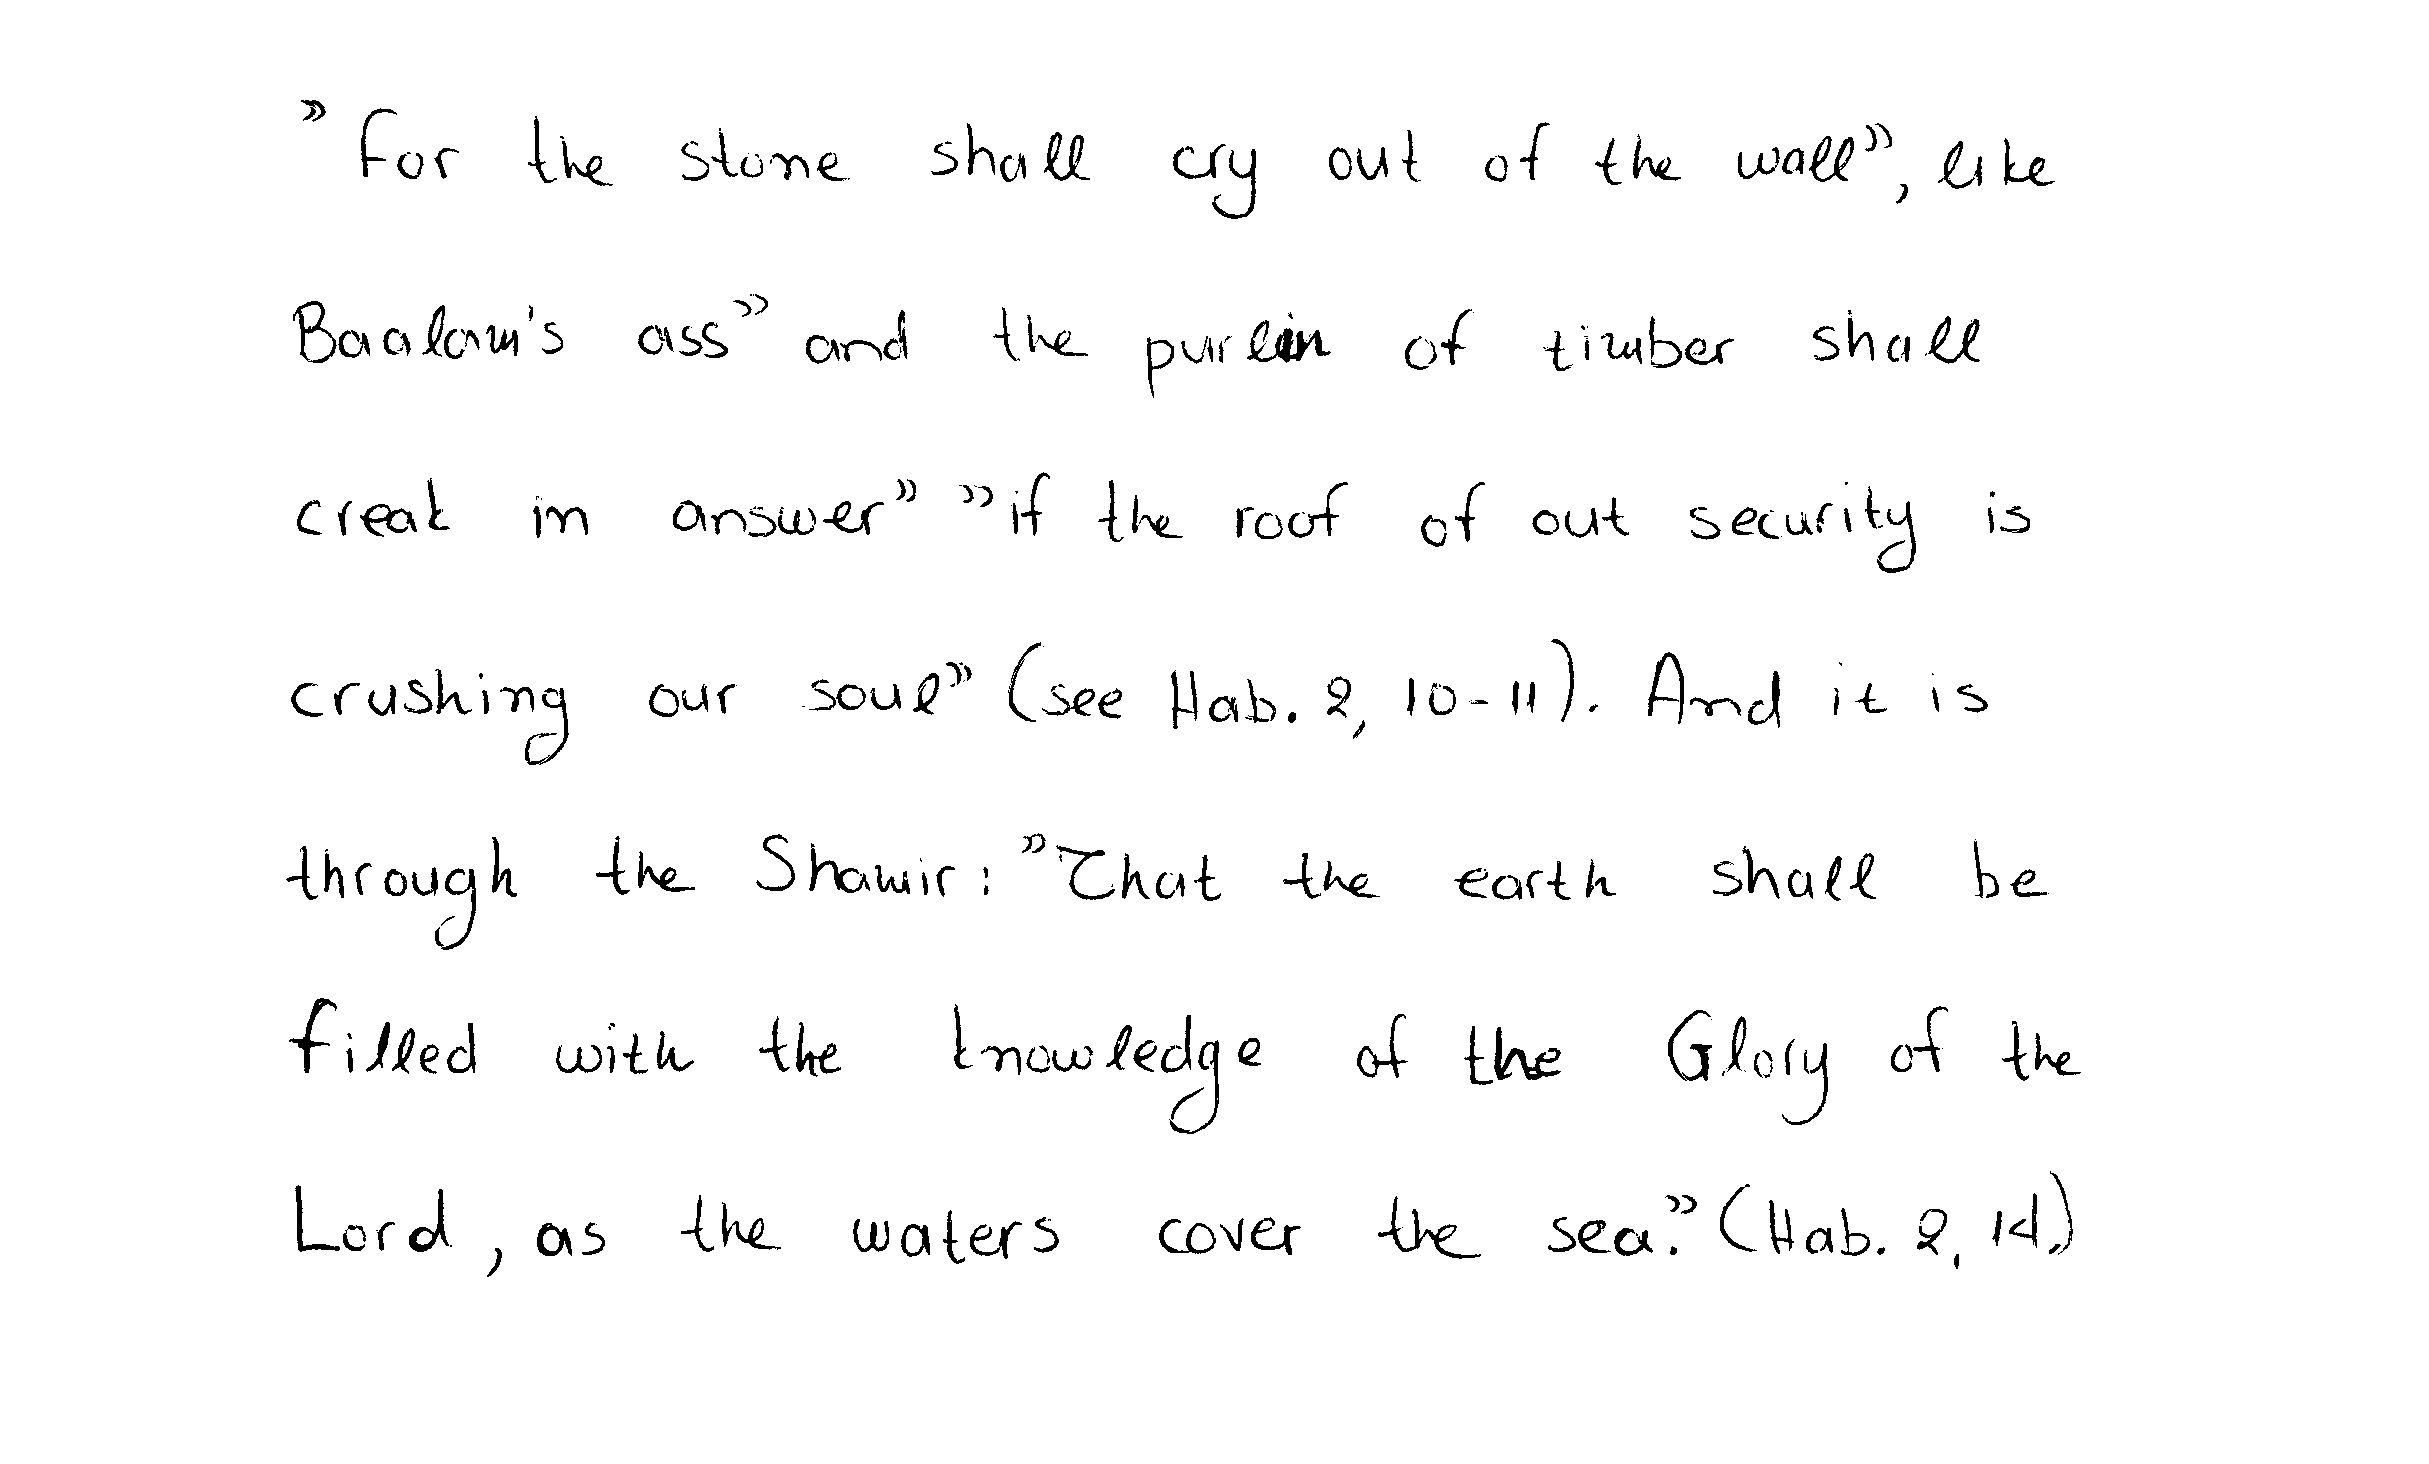 "For the stone shall cry out of the wall", like
Baalam's ass" and the purlin of timber shall
creak in answer" "if the roof of out security is
crushing our soul" (see Hab. 2, 10-11). And it is
through the Shamir: "That the earth shall be
filled with the knowledge of the Glory of the
Lord, as the waters cover the sea." (Hab. 2, 14.)